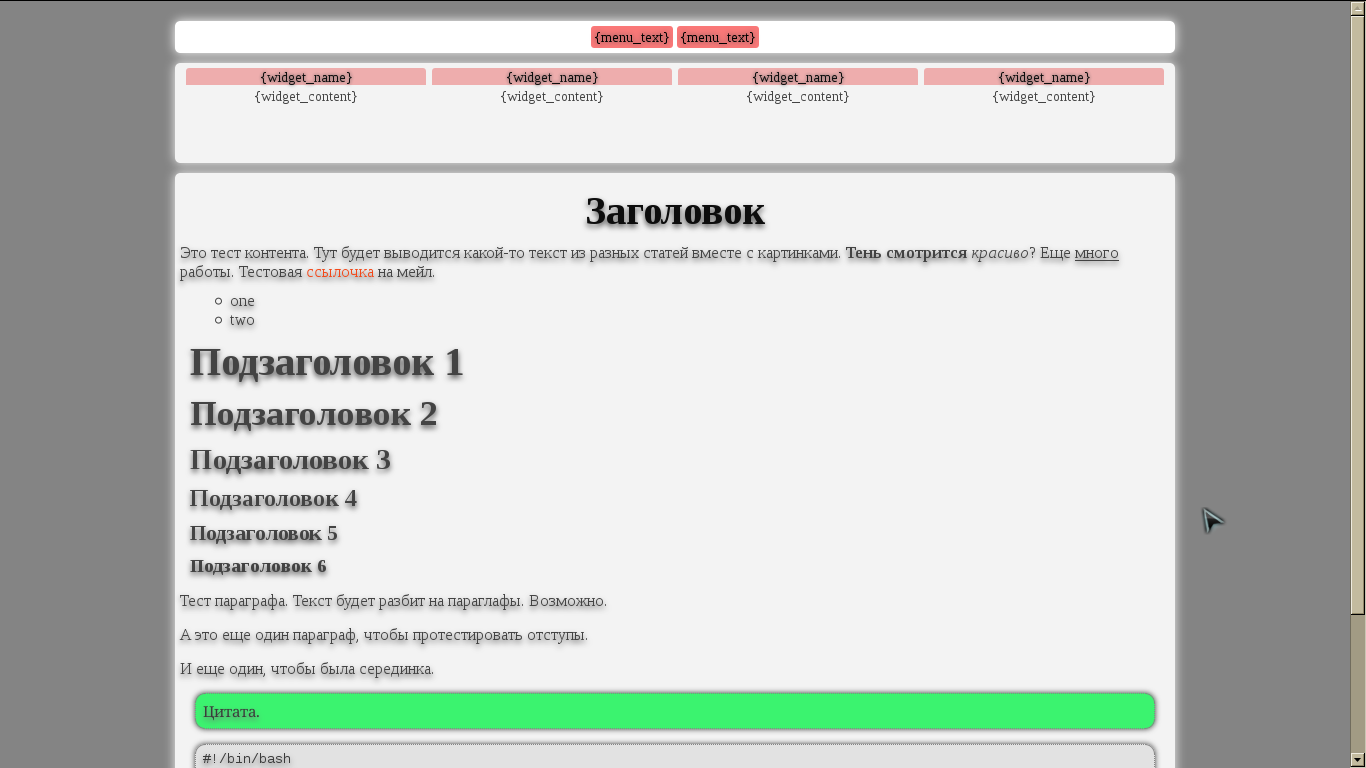 {menu_text} {menu_text}
{widget_name} {widget_name} {widget_name} {widget_name}
{widget_content} {widget_content} {widget_content} {widget_content}
Заголовок
Это тест контента. Тут будет выводится какой-то текст из разных статей вместе с картинками. Тень смотрится красиво? Еще много
работы. Тестовая ссылочка на мейл.
one
two
Подзаголовок 1
Подзаголовок 2
Подзаголовок 3
Подзаголовок 4
Подзаголовок 5
Подзаголовок 6
Тест параграфа. Текст будет разбит на параглафы. Возможно.
А это еще один параграф, чтобы протестировать отступы.
И еще один, чтобы была серединка.
Цитата.
#!/bin/bash